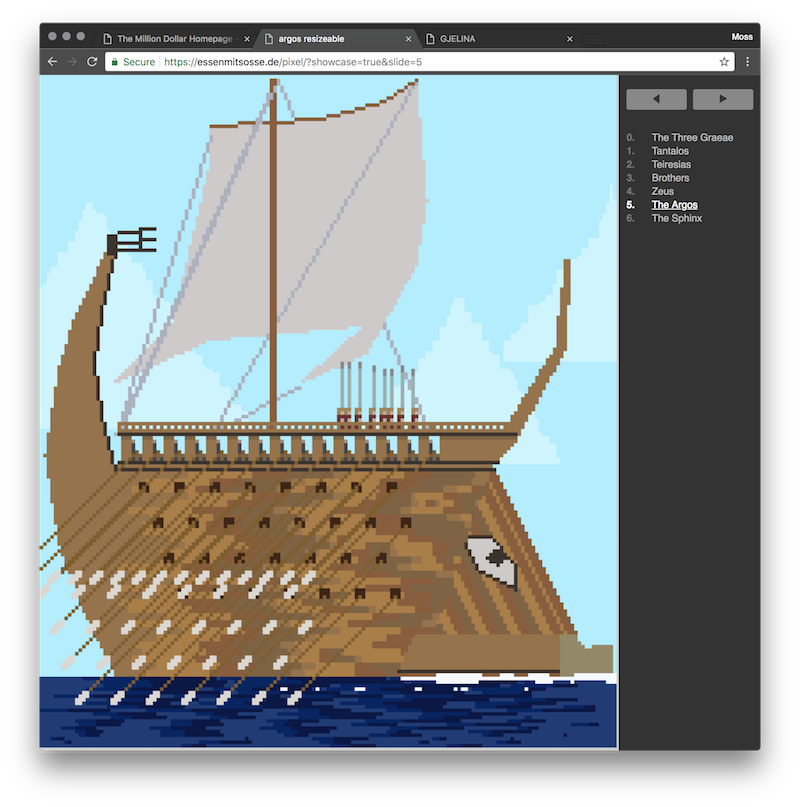 The Million Dollar Homepage
argos resizeable
GJELINA
Moss
Secure
https://essenmitsosse.de/pixel/?showcase=true&slide=5
0. The Three Graeae
1. Tantalos
2. Teiresias
3. Brothers
4. Zeus
5. The Argos
6. The Sphinx